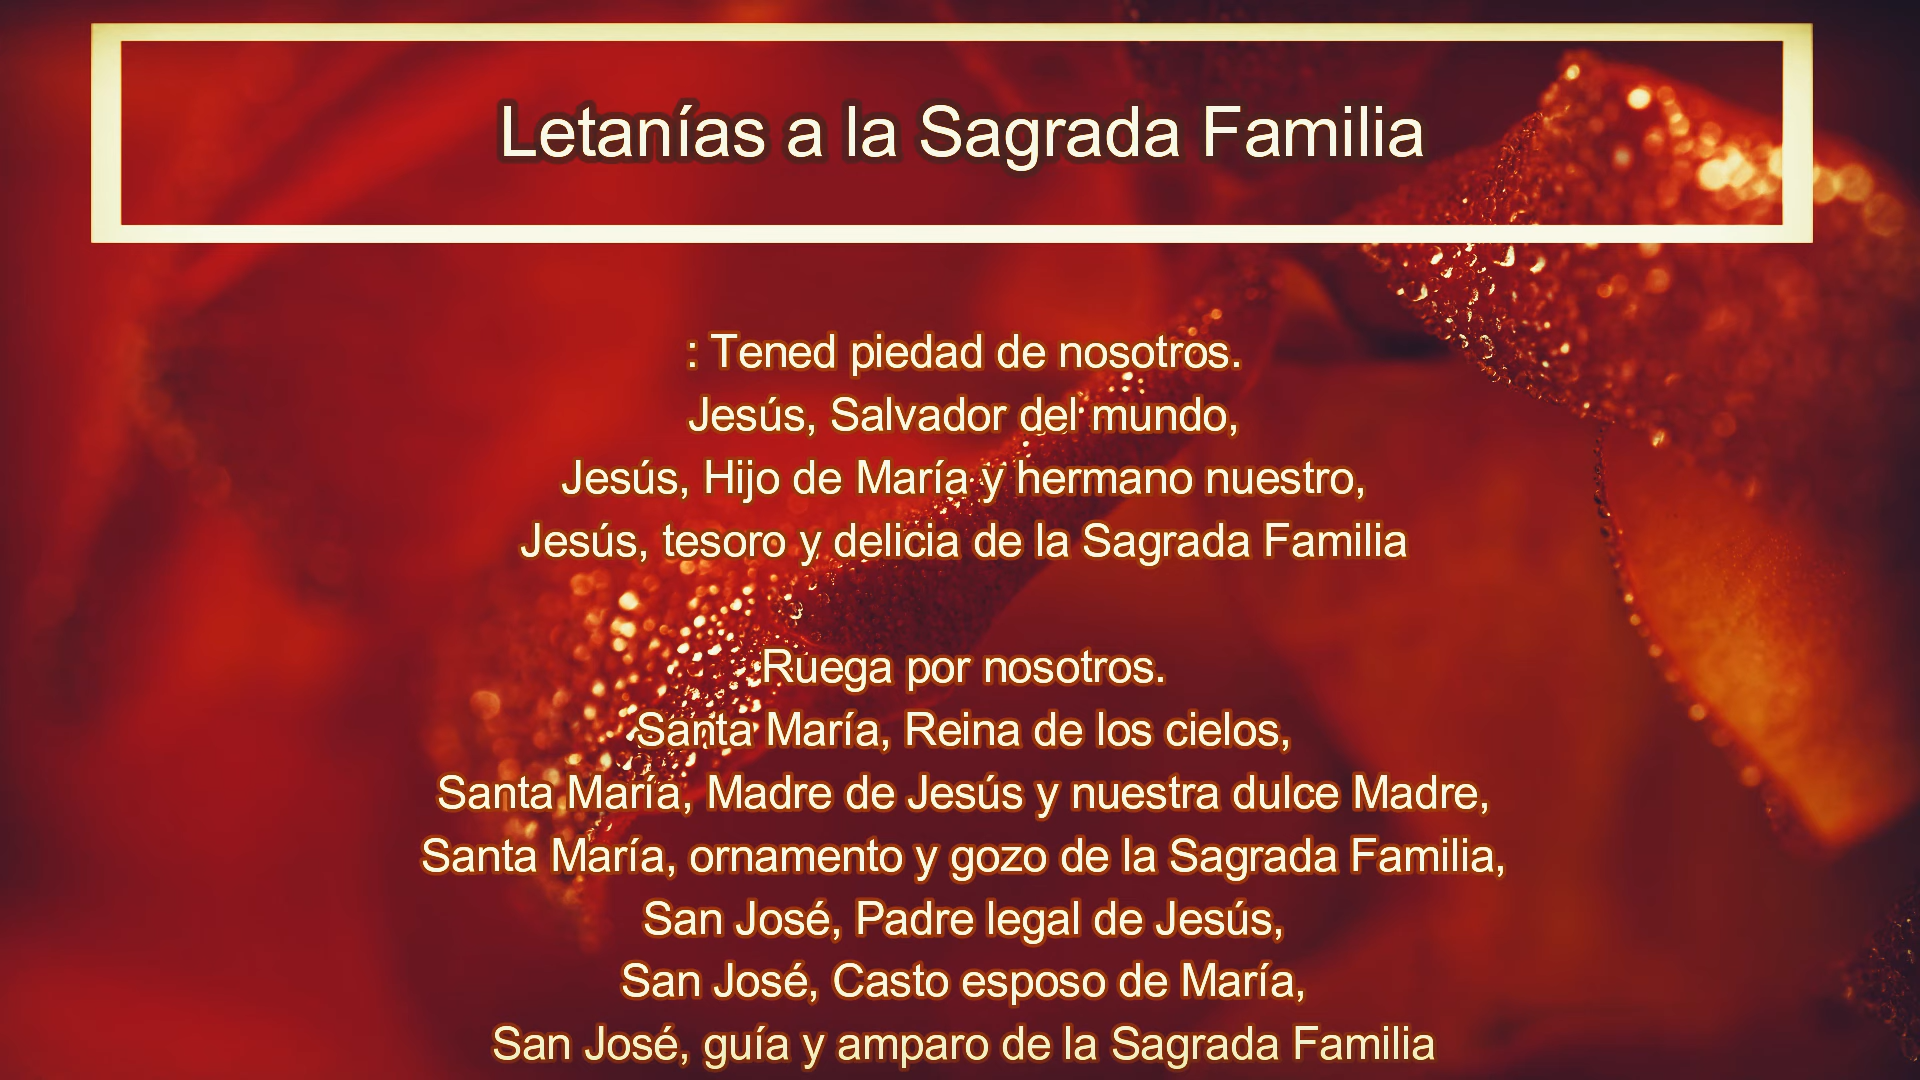 Letanías a la Sagrada Familia
: Tened piedad de nosotros.
Jesús, Salvador del mundo,
Jesús, Hijo de María y hermano nuestro,
Jesús, tesoro y delicia de la Sagrada Familia
Ruega por nosotros.
Santa María, Reina de los cielos,
Santa María, Madre de Jesús y nuestra dulce Madre,
Santa María, ornamento y gozo de la Sagrada Familia,
San José, Padre legal de Jesús,
San José, Casto esposo de María,
San José, guía y amparo de la Sagrada Familia